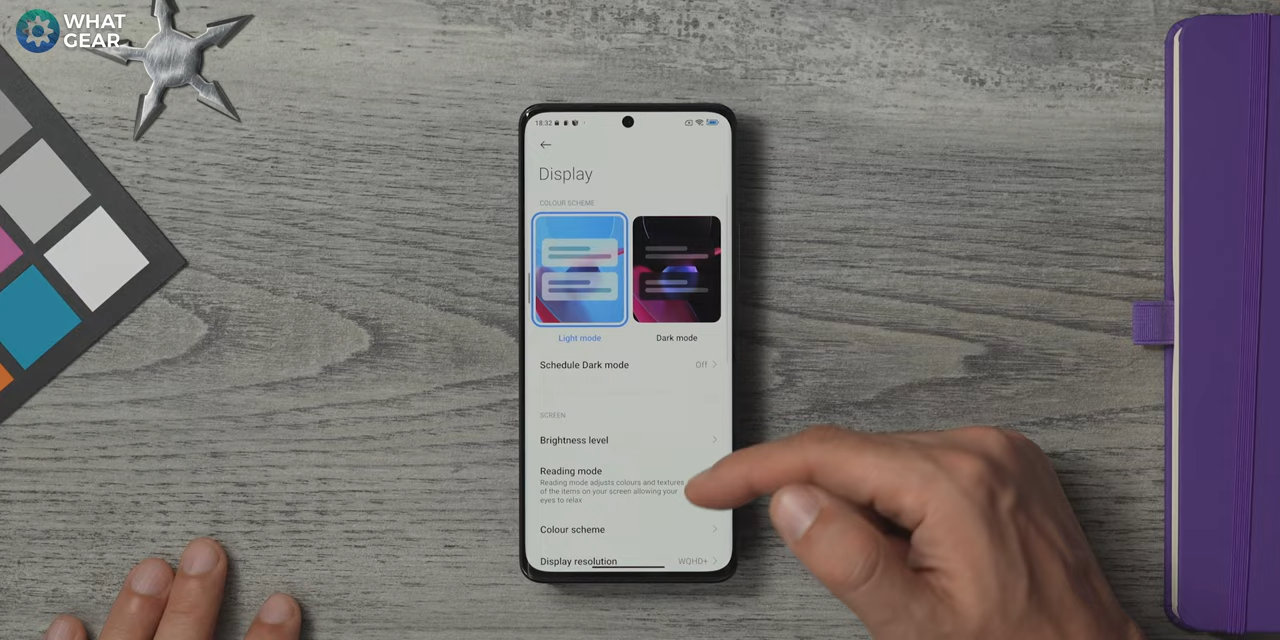 WHAT
GEAR
18:32
Display
COLOUR SCHEME
Light mode
Dark mode
Schedule Dark mode
Off
SCREEN
Brightness level
Reading mode
Reading mode adjusts colours and textures
of the items on your screen allowing your
eyes to relax
Colour scheme
Display resolution
WQHD+